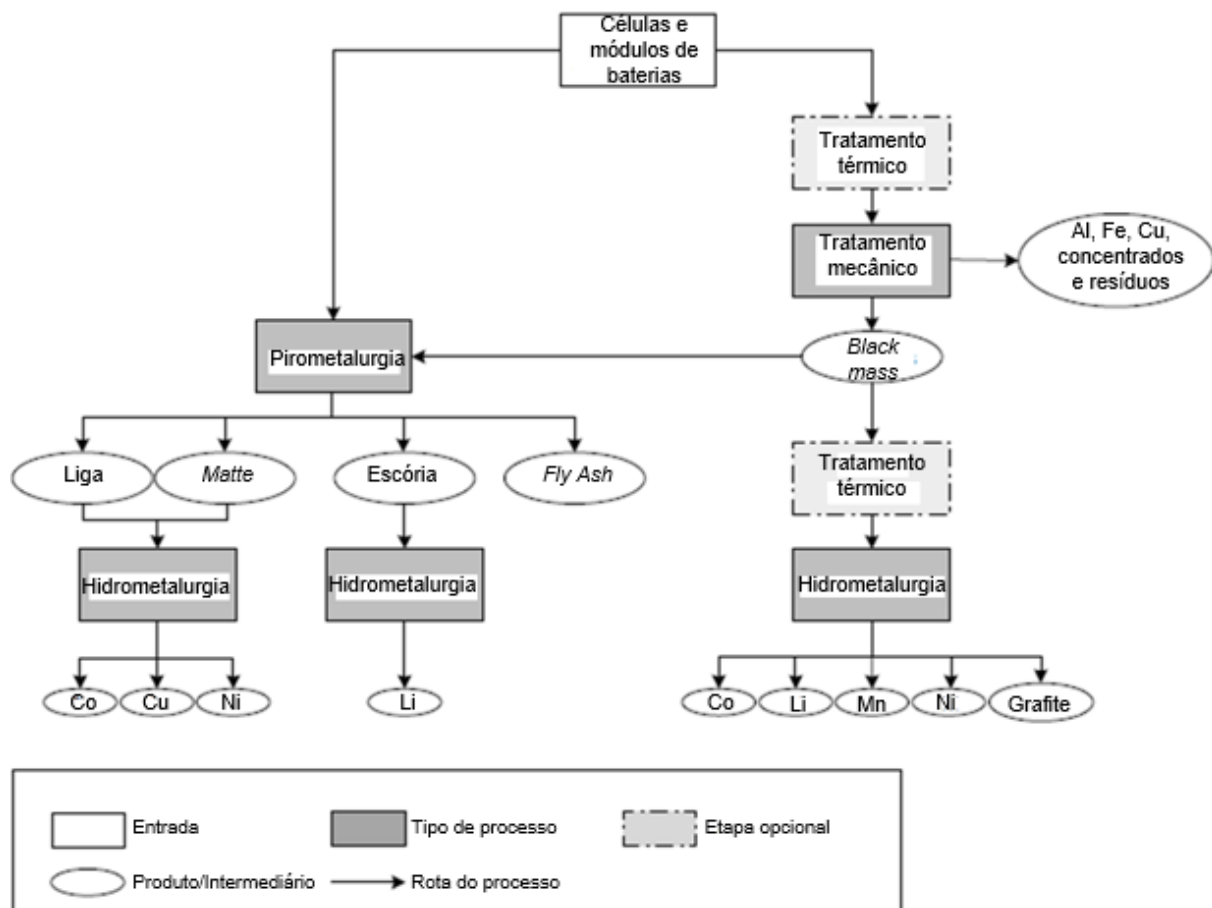 Células e
módulos de
baterias
Tratamento
térmico
Tratamento
mecânico
Al, Fe, Cu,
concentrados
e resíduos
Pirometalurgia
Black
mass
Liga
Matte
Escória
Fly Ash
Tratamento
térmico
Hidrometalurgia
Hidrometalurgia
Hidrometalurgia
Co
Cu
Ni
Li
Co
Li
Mn
Ni
Grafite
Entrada
Tipo de processo
Etapa opcional
Produto/Intermediário
Rota do processo